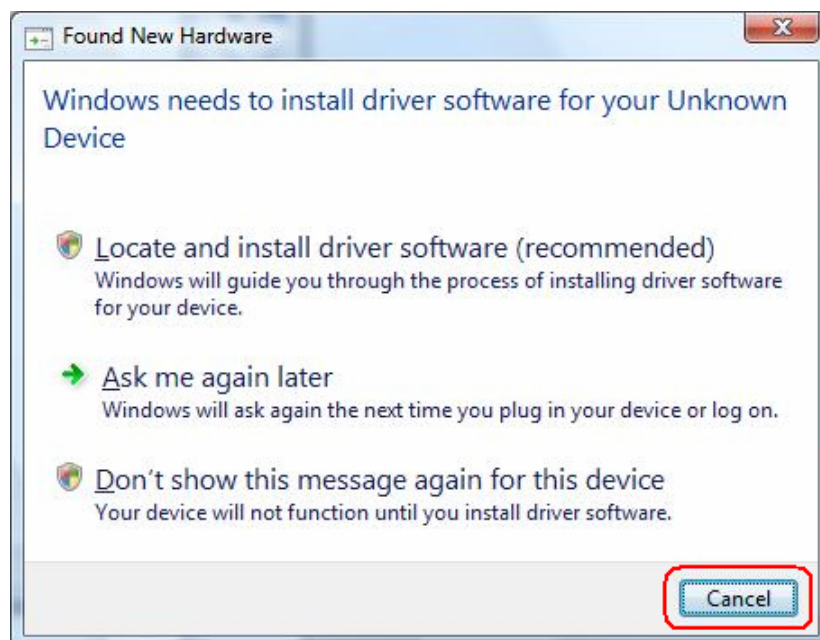 Found New Hardware
Windows needs to install driver software for your Unknown
Device
Locate and install driver software (recommended)
Windows will guide you through the process of installing driver software
for your device.
Ask me again later
Windows will ask again the next time you plug in your device or log on.
Don't show this message again for this device
Your device will not function until you install driver software.
Cancel